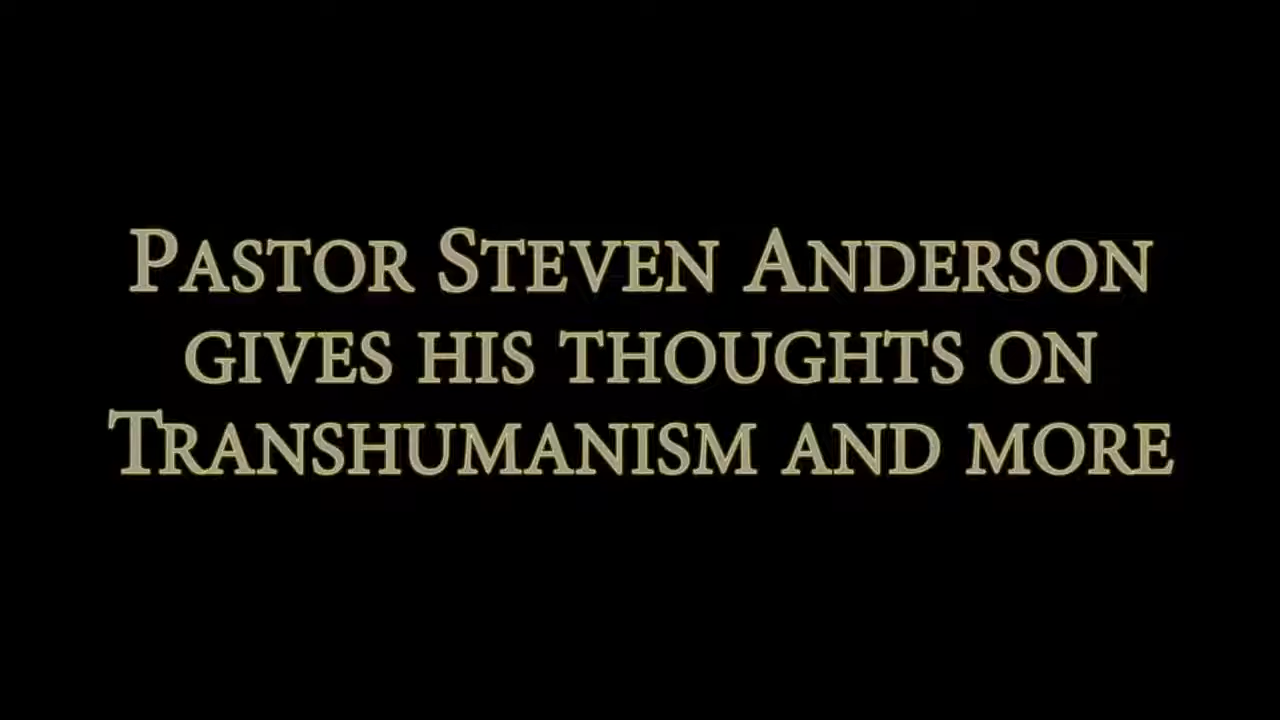 Pastor Steven Anderson
gives his thoughts on
Transhumanism and more